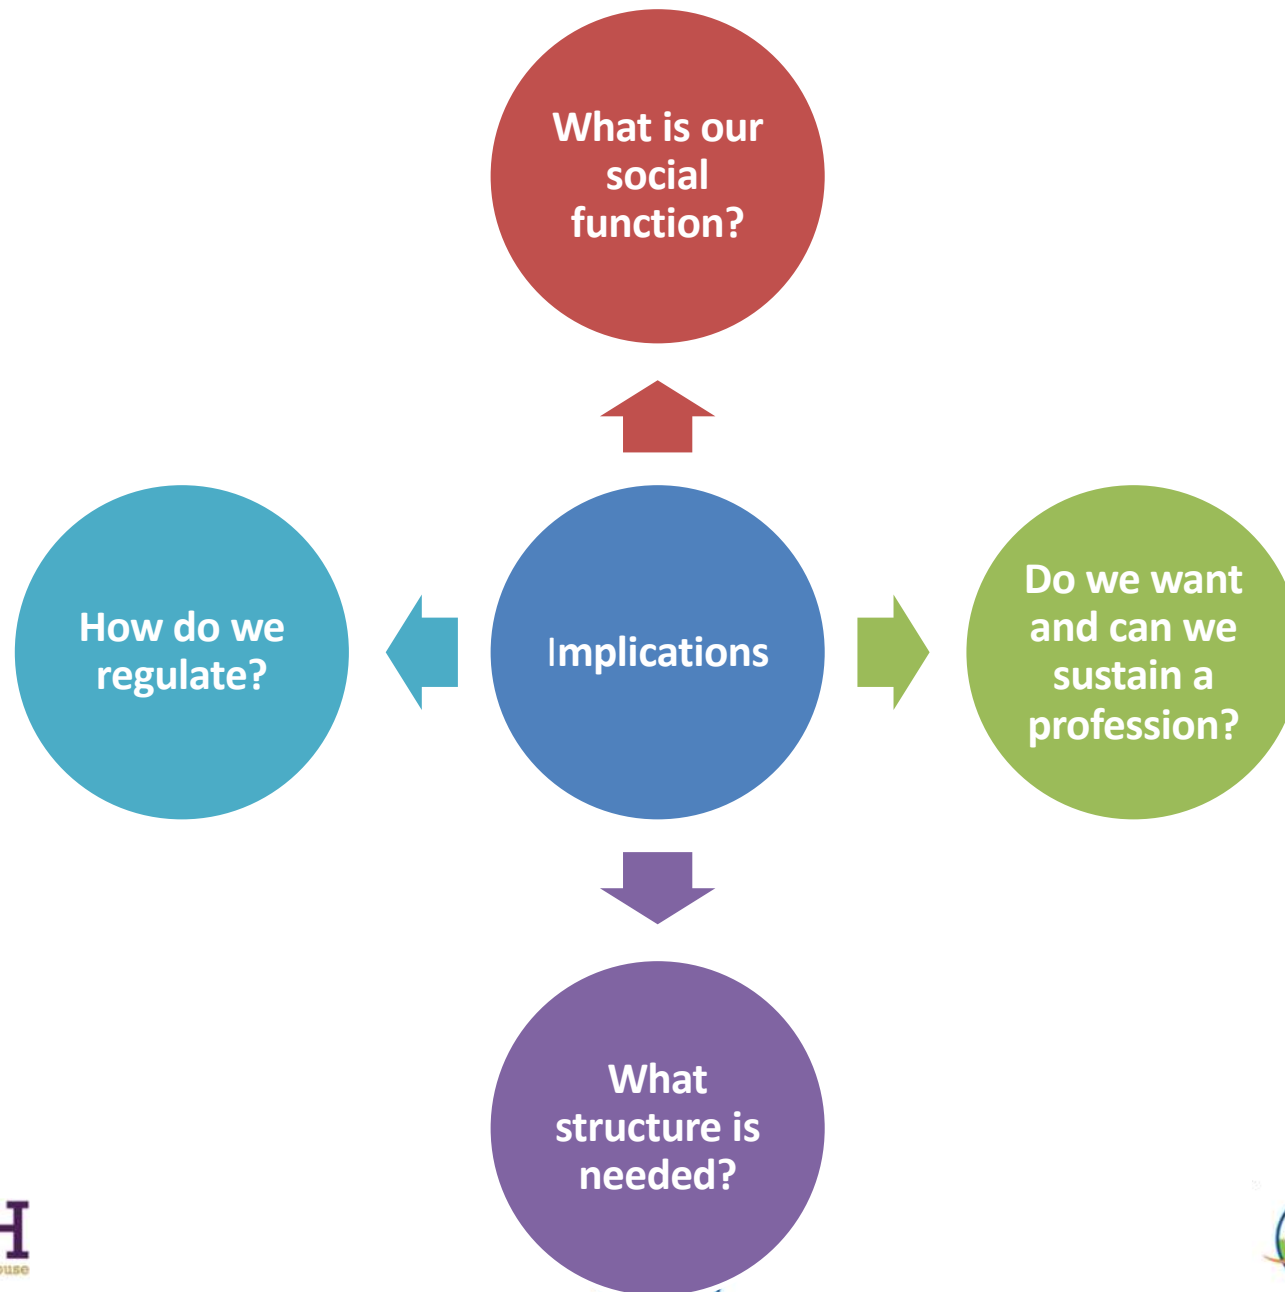 What is our
social
function?
How do we
regulate?
Implications
Do we want
and can we
sustain a
profession?
What
structure is
needed?
H
ouse